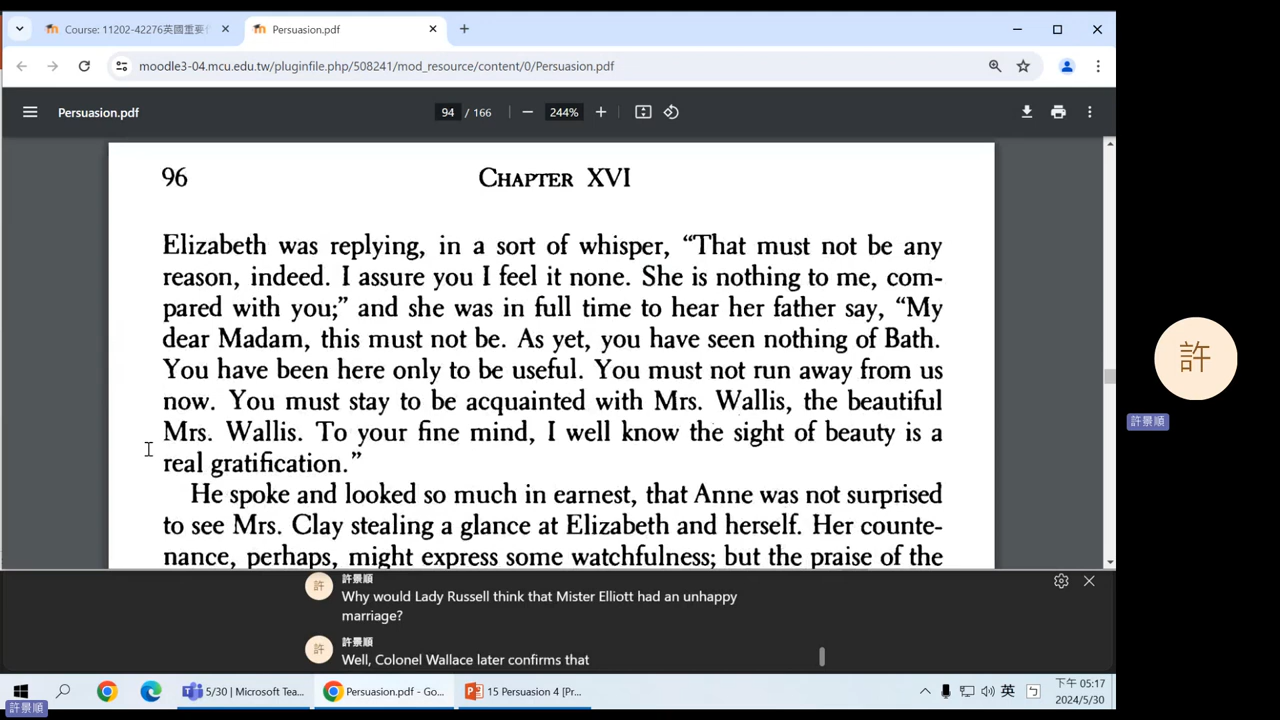 Course: 11202-42276英國重要作
Persuasion.pdf
moodle3-04.mcu.edu.tw/pluginfile.php/508241/mod_resource/content/0/Persuasion.pdf
Persuasion.pdf
94 / 166
244%
96 CHAPTER XVI
Elizabeth was replying, in a sort of whisper, “That must not be any
reason, indeed. I assure you I feel it none. She is nothing to me, com-
pared with you;” and she was in full time to hear her father say, “My
dear Madam, this must not be. As yet, you have seen nothing of Bath.
You have been here only to be useful. You must not run away from us
now. You must stay to be acquainted with Mrs. Wallis, the beautiful
Mrs. Wallis. To your fine mind, I well know the sight of beauty is a
real gratification.”
He spoke and looked so much in earnest, that Anne was not surprised
to see Mrs. Clay stealing a glance at Elizabeth and herself. Her counte-
nance, perhaps, might express some watchfulness; but the praise of the
許
許景順
許 許景順
Why would Lady Russell think that Mister Elliott had an unhappy
marriage?
許 許景順
Well, Colonel Wallace later confirms that
5/30 | Microsoft Tea...
Persuasion.pdf - Go...
15 Persuasion 4 [Pr...
英
ㄅ
下午 05:17
2024/5/30
許景順